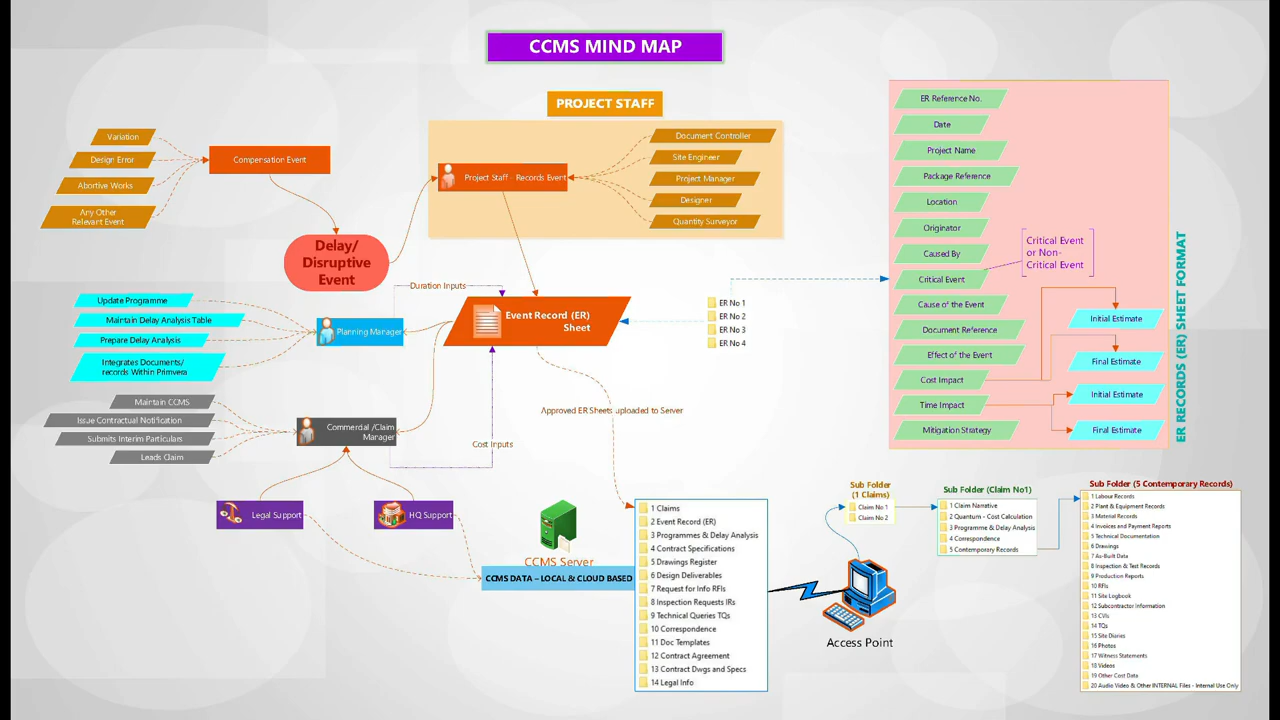 CCMS MIND MAP
PROJECT STAFF
Variation
Design Error
Abortive Works
Any Other
Relevant Event
Compensation Event
Delay/
Disruptive
Event
Project Staff - Records Event
Document Controller
Site Engineer
Project Manager
Designer
Quantity Surveyor
Duration Inputs
Update Programme
Maintain Delay Analysis Table
Prepare Delay Analysis
Integrates Documents/
records Within Primvera
Planning Manager
Event Record (ER)
Sheet
ER No 1
ER No 2
ER No 3
ER No 4
Maintain CCMS
Issue Contractual Notification
Submits Interim Particulars
Leads Claim
Commercial /Claim
Manager
Cost Inputs
Approved ER Sheets uploaded to Server
Legal Support
HQ Support
CCMS Server
CCMS DATA – LOCAL & CLOUD BASED
1 Claims
2 Event Record (ER)
3 Programmes & Delay Analysis
4 Contract Specifications
5 Drawings Register
6 Design Deliverables
7 Request for Info RFIs
8 Inspection Requests IRs
9 Technical Queries TQs
10 Correspondence
11 Doc Templates
12 Contract Agreement
13 Contract Dwgs and Specs
14 Legal Info
Access Point
ER Reference No.
Date
Project Name
Package Reference
Location
Originator
Caused By
Critical Event
Cause of the Event
Document Reference
Effect of the Event
Cost Impact
Time Impact
Mitigation Strategy
Critical Event
or Non-
Critical Event
Initial Estimate
Final Estimate
Initial Estimate
Final Estimate
ER RECORDS (ER) SHEET FORMAT
Sub Folder
(1 Claims)
Claim No 1
Claim No 2
Sub Folder (Claim No1)
1 Claim Narrative
2 Quantum - Cost Calculation
3 Programme & Delay Analysis
4 Correspondence
5 Contemporary Records
Sub Folder (5 Contemporary Records)
1 Labour Records
2 Plant & Equipment Records
3 Material Records
4 Invoices and Payment Reports
5 Technical Documentation
6 Drawings
7 As-Built Data
8 Inspection & Test Records
9 Production Reports
10 RFIs
11 Site Logbook
12 Subcontractor Information
13 CVIs
14 TQs
15 Site Diaries
16 Photos
17 Witness Statements
18 Videos
19 Other Cost Data
20 Audio Video & Other INTERNAL Files - Internal Use Only